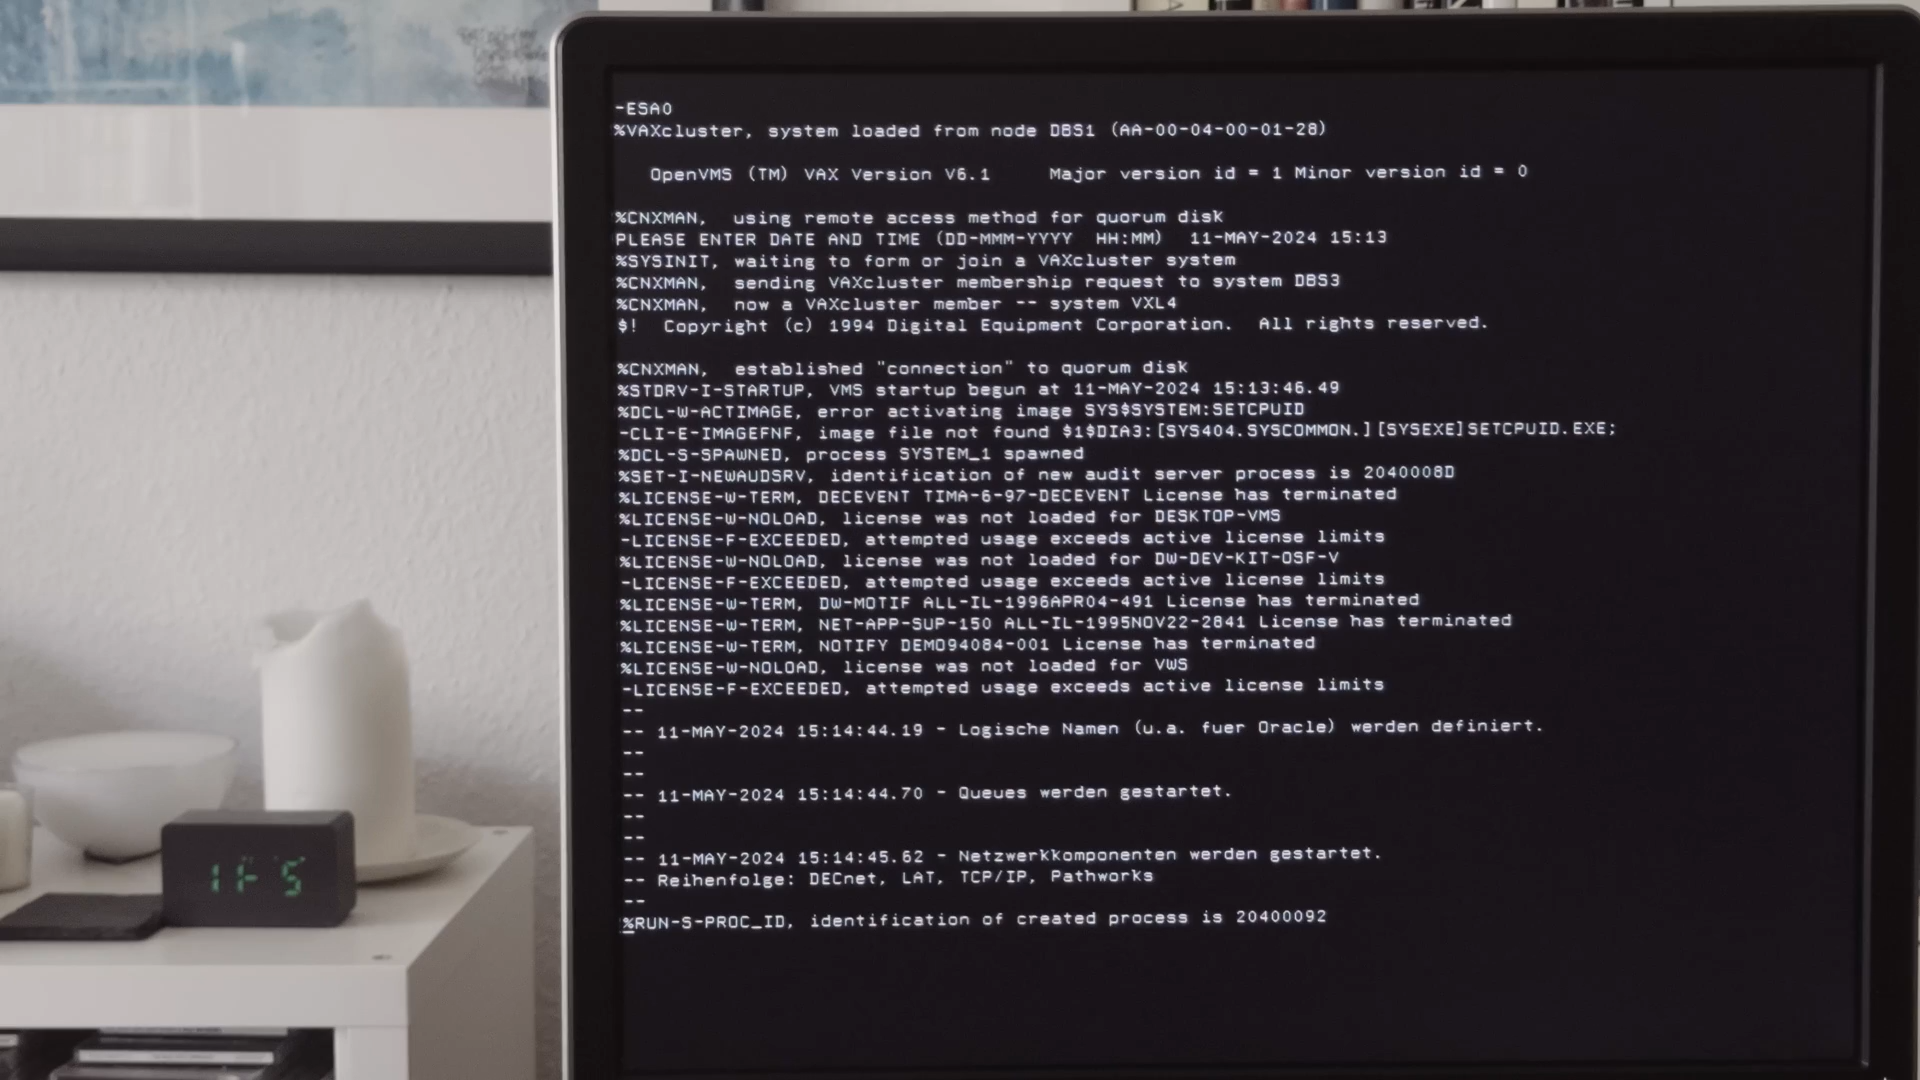 -ESA0
%VAXcluster, system loaded from node DBS1 (AA-00-04-00-01-28)
OpenVMS (TM) VAX Version V6.1     Major version id = 1 Minor version id = 0
%CNXMAN,  using remote access method for quorum disk
PLEASE ENTER DATE AND TIME (DD-MMM-YYYY  HH:MM)  11-MAY-2024 15:13
%SYSINIT, waiting to form or join a VAXcluster system
%CNXMAN,  sending VAXcluster membership request to system DBS3
%CNXMAN,  now a VAXcluster member -- system VXL4
$!  Copyright (c) 1994 Digital Equipment Corporation.  All rights reserved.
%CNXMAN,  established "connection" to quorum disk
%STDRV-I-STARTUP, VMS startup begun at 11-MAY-2024 15:13:46.49
%DCL-W-ACTIMAGE, error activating image SYS$SYSTEM:SETCPUID
-CLI-E-IMAGEFNF, image file not found $1$DIA3:[SYS404.SYSCOMMON.][SYSEXE]SETCPUID.EXE;
%DCL-S-SPAWNED, process SYSTEM_1 spawned
%SET-I-NEWAUDSRV, identification of new audit server process is 2040008D
%LICENSE-W-TERM, DECEVENT TIMA-6-97-DECEVENT License has terminated
%LICENSE-W-NOLOAD, license was not loaded for DESKTOP-VMS
-LICENSE-F-EXCEEDED, attempted usage exceeds active license limits
%LICENSE-W-NOLOAD, license was not loaded for DW-DEV-KIT-OSF-V
-LICENSE-F-EXCEEDED, attempted usage exceeds active license limits
%LICENSE-W-TERM, DW-MOTIF ALL-IL-1996APR04-491 License has terminated
%LICENSE-W-TERM, NET-APP-SUP-150 ALL-IL-1995NOV22-2841 License has terminated
%LICENSE-W-TERM, NOTIFY DEMO94084-001 License has terminated
%LICENSE-W-NOLOAD, license was not loaded for VWS
-LICENSE-F-EXCEEDED, attempted usage exceeds active license limits
--
-- 11-MAY-2024 15:14:44.19 - Logische Namen (u.a. fuer Oracle) werden definiert.
--
--
-- 11-MAY-2024 15:14:44.70 - Queues werden gestartet.
--
--
-- 11-MAY-2024 15:14:45.62 - Netzwerkkomponenten werden gestartet.
-- Reihenfolge: DECnet, LAT, TCP/IP, Pathworks
--
%RUN-S-PROC_ID, identification of created process is 20400092